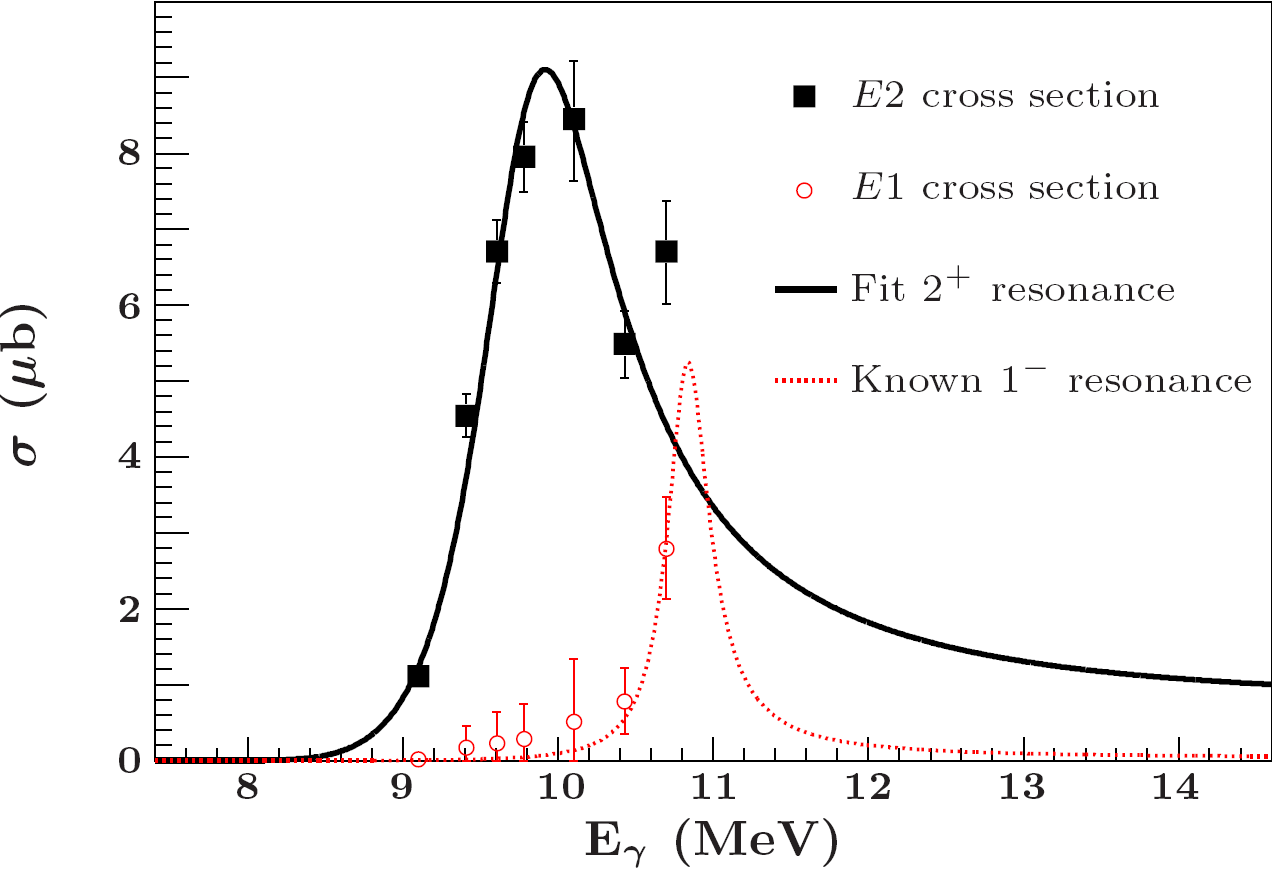 E2 cross section
E1 cross section
Fit 2⁺ resonance
Known 1⁻ resonance
σ (μb)
8
6
4
2
0
8 9 10 11 12 13 14
Eγ (MeV)